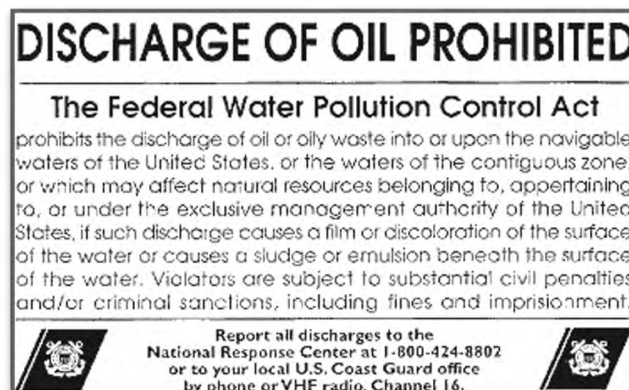 DISCHARGE OF OIL PROHIBITED
The Federal Water Pollution Control Act
prohibits the discharge of oil or oily waste into or upon the navigable
waters of the United States, or the waters of the contiguous zone,
or which may affect natural resources belonging to, appertaining
to, or under the exclusive management authority of the United
States, if such discharge causes a film or discoloration of the surface
of the water or causes a sludge or emulsion beneath the surface
of the water. Violators are subject to substantial civil penalties
and/or criminal sanctions, including fines and imprisionment.
Report all discharges to the
National Response Center at 1-800-424-8802
or to your local U.S. Coast Guard office
by phone or VHF radio, Channel 16.